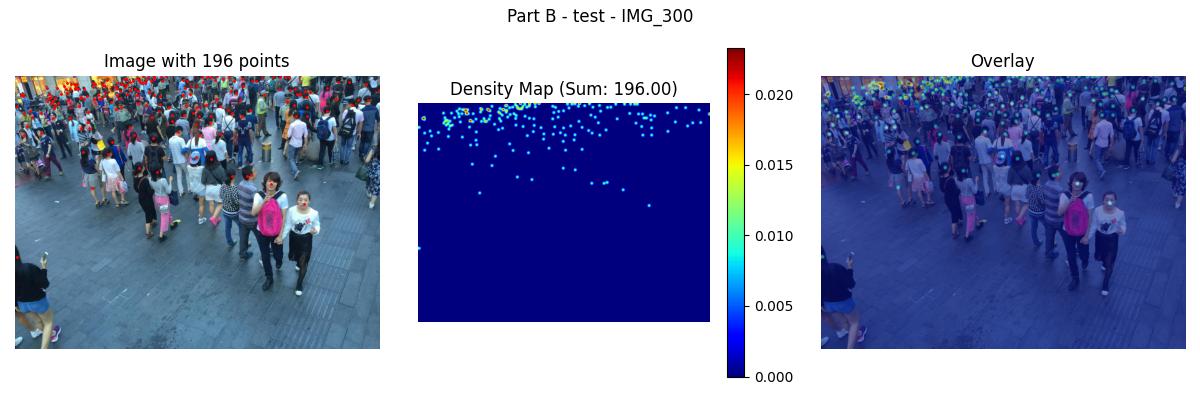 Part B - test - IMG_300
Image with 196 points
Density Map (Sum: 196.00)
Overlay
0.020
0.015
0.010
0.005
0.000